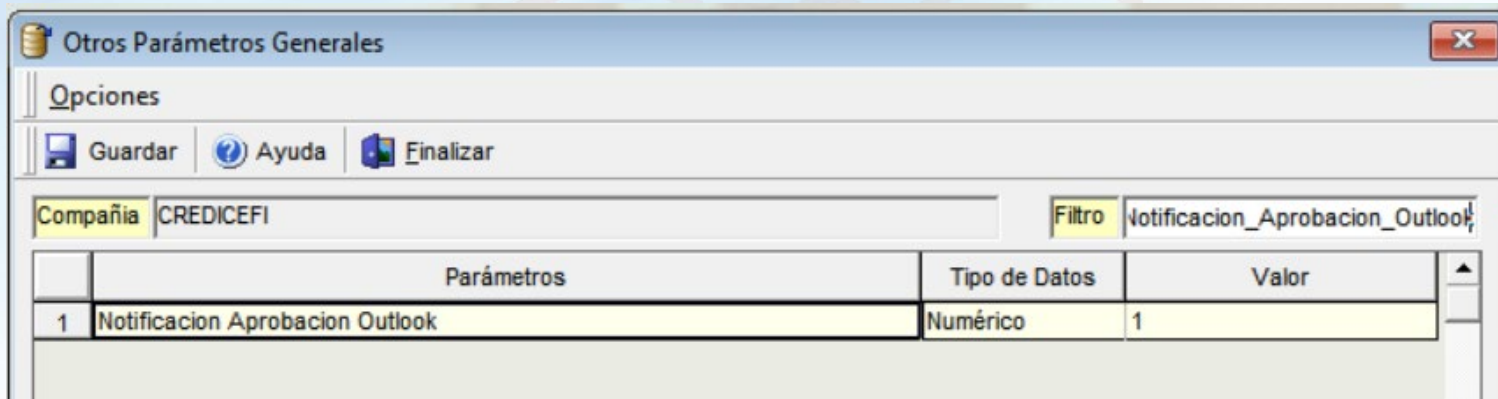 Otros Parámetros Generales
Opciones
Guardar Ayuda Finalizar
Compañia CREDICEFI Filtro Notificacion_Aprobacion_Outlook
Parámetros Tipo de Datos Valor
1 Notificacion Aprobacion Outlook Numérico 1